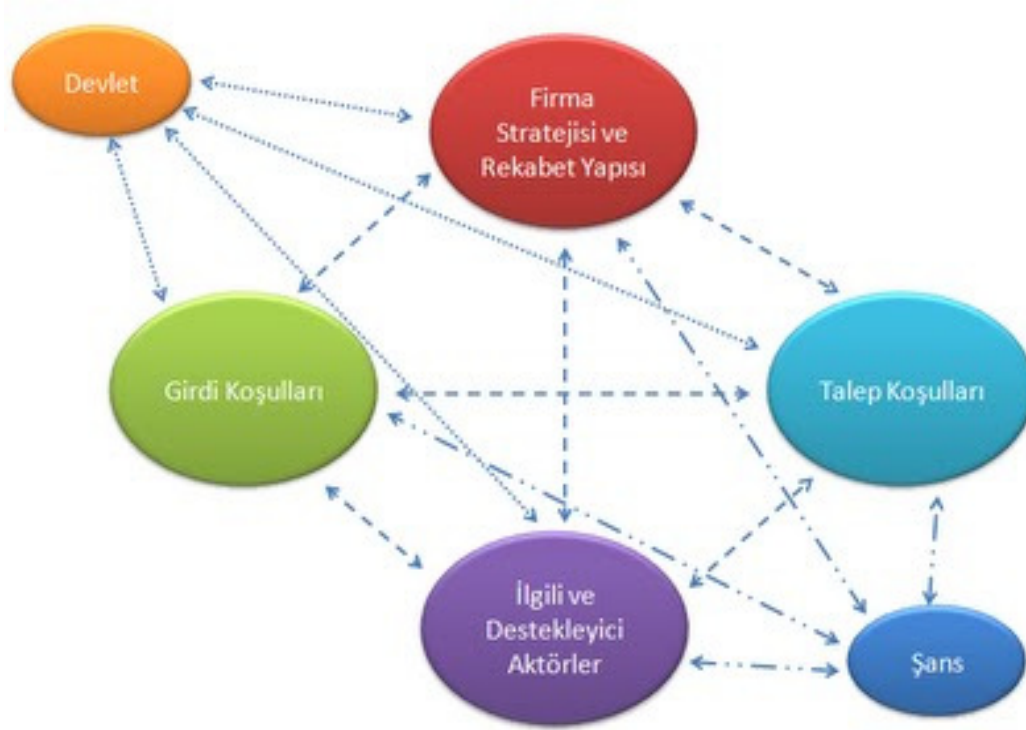 Devlet
Firma
Stratejisi ve
Rekabet Yapısı
Girdi Koşulları
Talep Koşulları
İlgili ve
Destekleyici
Aktörler
Şans